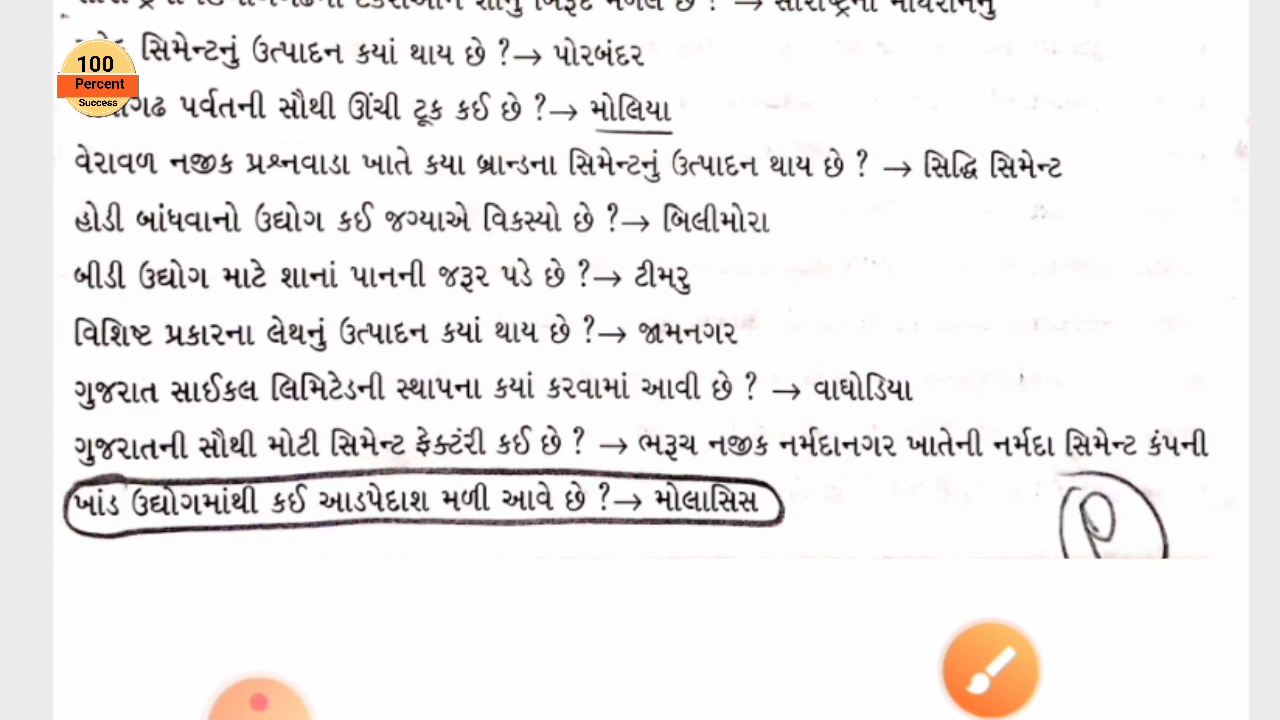 સિમેન્ટનું ઉત્પાદન કયાં થાય છે ?→ પોરબંદર
100
Percent
Success
પર્વતની સૌથી ઊંચી ટૂક કઈ છે ?→ મોલિયા
વેરાવળ નજીક પ્રશ્નવાડા ખાતે કયા બ્રાન્ડના સિમેન્ટનું ઉત્પાદન થાય છે ? → સિદ્ધિ સિમેન્ટ
હોડી બાંધવાનો ઉદ્યોગ કઈ જગ્યાએ વિકસ્યો છે ?→ બિલીમોરા
બીડી ઉદ્યોગ માટે શાનાં પાનની જરૂર પડે છે ?→ ટીમરુ
વિશિષ્ટ પ્રકારના લેથનું ઉત્પાદન કયાં થાય છે ?→ જામનગર
ગુજરાત સાઈકલ લિમિટેડની સ્થાપના કયાં કરવામાં આવી છે ? → વાઘોડિયા
ગુજરાતની સૌથી મોટી સિમેન્ટ ફેક્ટંરી કઈ છે ? → ભરૂચ નજીક નર્મદાનગર ખાતેની નર્મદા સિમેન્ટ કંપની
ખાંડ ઉદ્યોગમાંથી કઈ આડપેદાશ મળી આવે છે ?→ મોલાસિસ